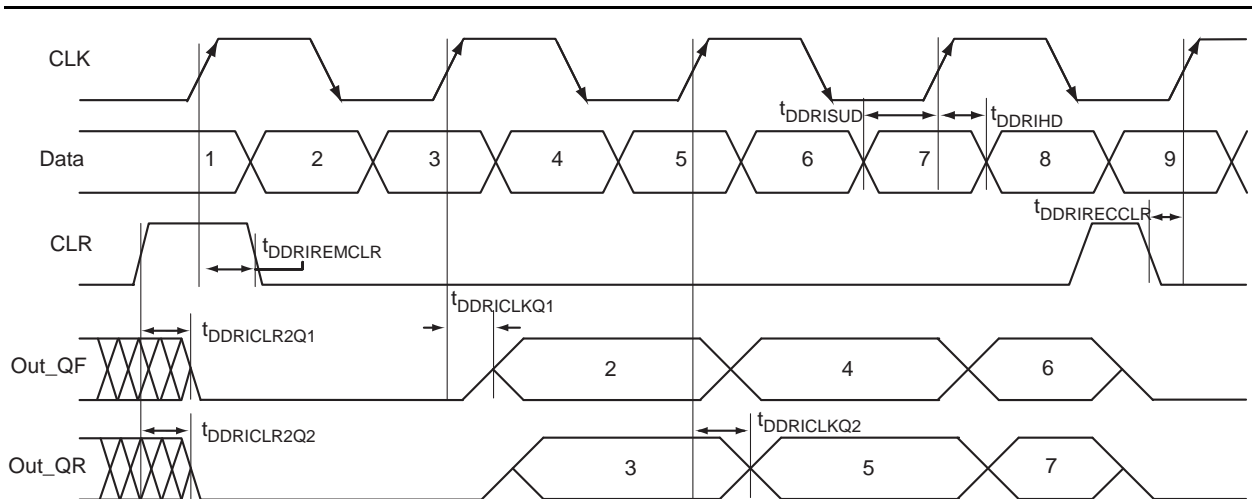 CLK
tDDRISUD
tDDRIHD
Data
1 2 3 4 5 6 7 8 9
tDDRIRECCLR
CLR
tDDRIREMCLR
tDDRICLKQ1
tDDRICLR2Q1
Out_QF
2 4 6
tDDRICLR2Q2
tDDRICLKQ2
Out_QR
3 5 7